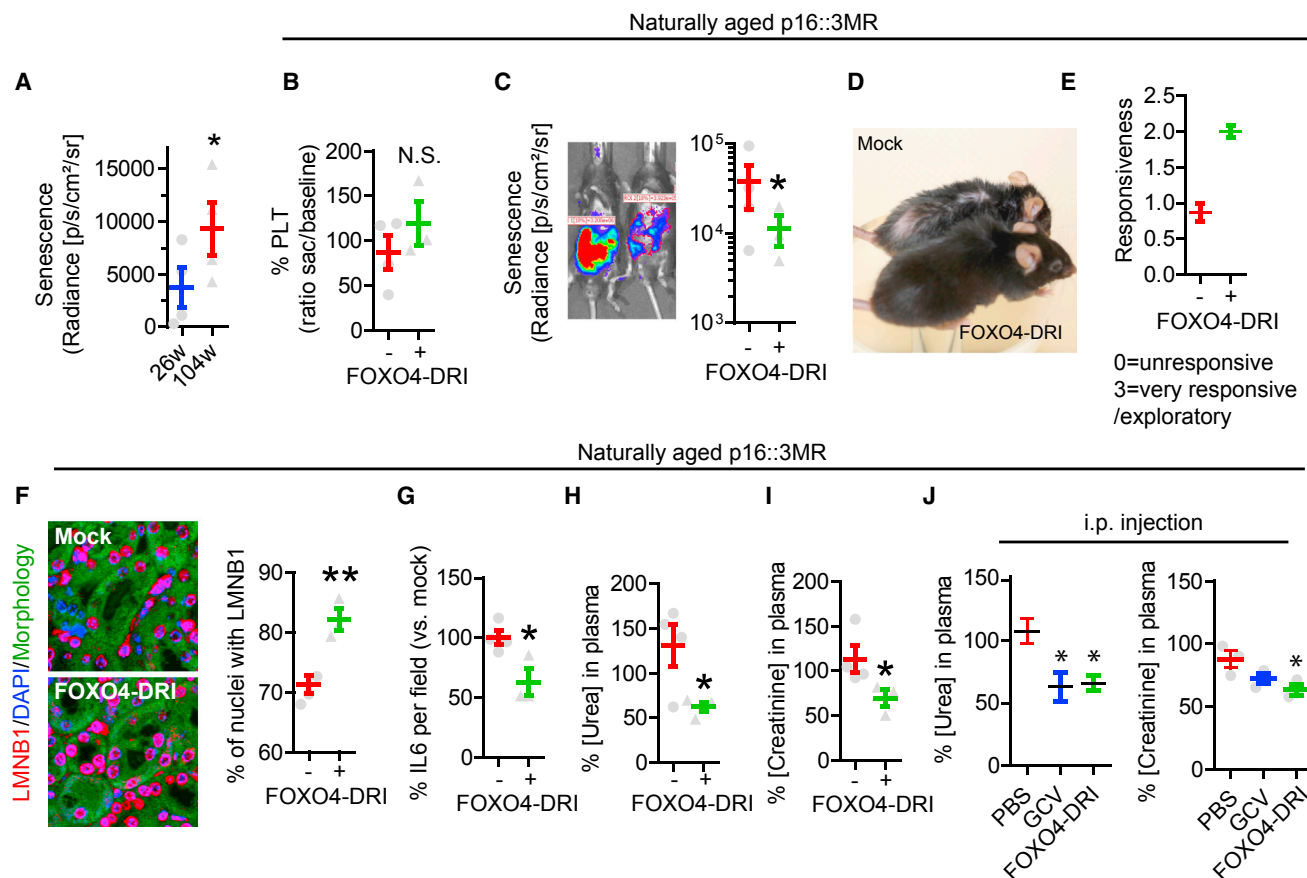 Naturally aged p16::3MR
A
Senescence
(Radiance [p/s/cm²/sr]
15000
10000
5000
0
*
26w
104w
B
% PLT
(ratio sac/baseline)
200
150
100
50
0
N.S.
- +
FOXO4-DRI
C
Senescence
(Radiance [p/s/cm²/sr]
10⁵
10⁴
10³
*
- +
FOXO4-DRI
D
Mock
FOXO4-DRI
E
Responsiveness
2.5
2.0
1.5
1.0
0.5
0.0
- +
FOXO4-DRI
0=unresponsive
3=very responsive
/exploratory
Naturally aged p16::3MR
F
LMNB1/DAPI/Morphology
Mock
FOXO4-DRI
% of nuclei with LMNB1
90
80
70
60
**
- +
FOXO4-DRI
G
% IL6 per field (vs. mock)
150
100
50
0
*
- +
FOXO4-DRI
H
% [Urea] in plasma
200
150
100
50
0
*
- +
FOXO4-DRI
I
% [Creatinine] in plasma
200
150
100
50
0
*
- +
FOXO4-DRI
J
i.p. injection
% [Urea] in plasma
150
100
50
0
* *
PBS
GCV
FOXO4-DRI
% [Creatinine] in plasma
150
100
50
0
*
PBS
GCV
FOXO4-DRI